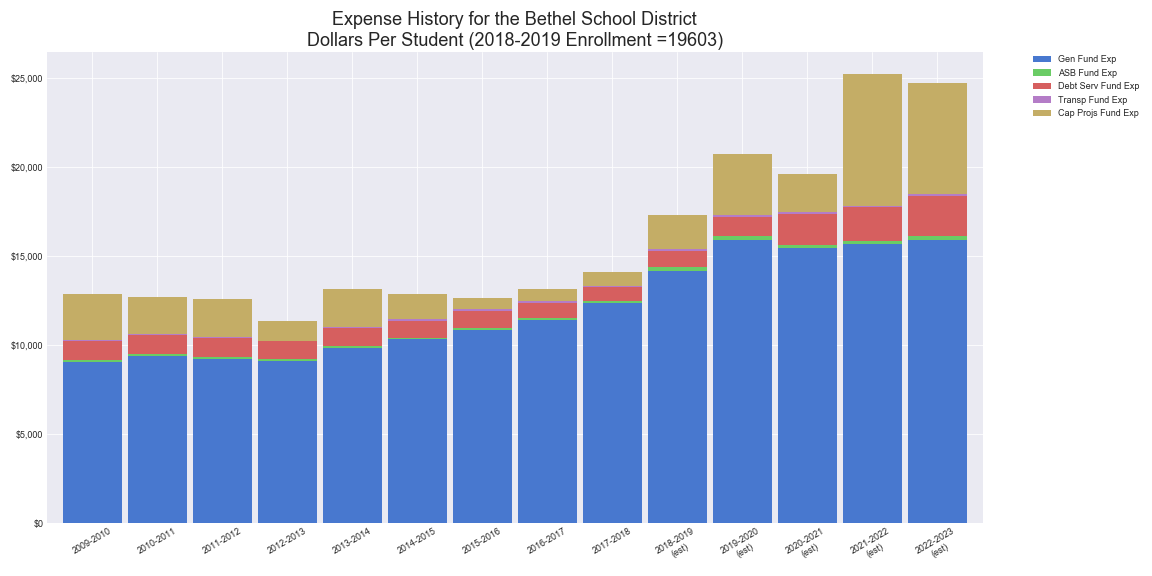 Expense History for the Bethel School District
Dollars Per Student (2018-2019 Enrollment =19603)
Gen Fund Exp
ASB Fund Exp
Debt Serv Fund Exp
Transp Fund Exp
Cap Projs Fund Exp
$25,000
$20,000
$15,000
$10,000
$5,000
$0
2009-2010
2010-2011
2011-2012
2012-2013
2013-2014
2014-2015
2015-2016
2016-2017
2017-2018
2018-2019
(est)
2019-2020
(est)
2020-2021
(est)
2021-2022
(est)
2022-2023
(est)